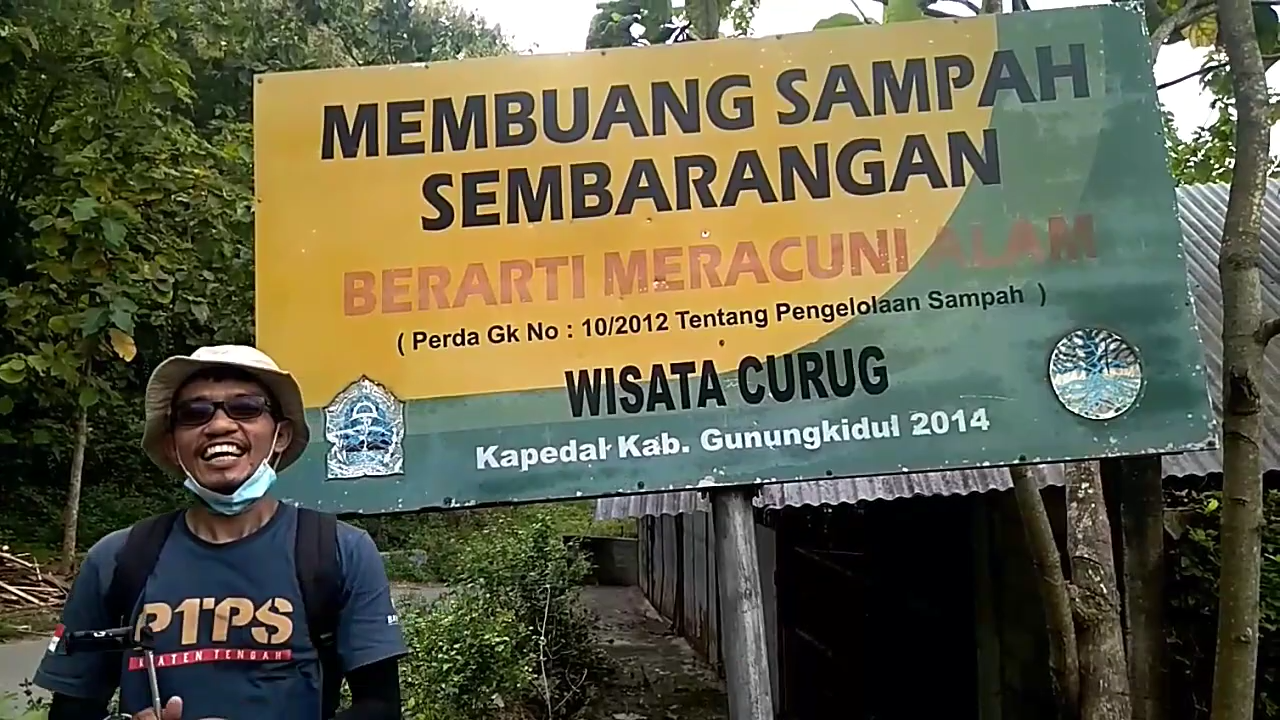 MEMBUANG SAMPAH
SEMBARANGAN
BERARTI MERACUNI ALAM
( Perda Gk No : 10/2012 Tentang Pengelolaan Sampah )
WISATA CURUG
Kapedal Kab. Gunungkidul 2014
PTPS
KLATEN TENGAH